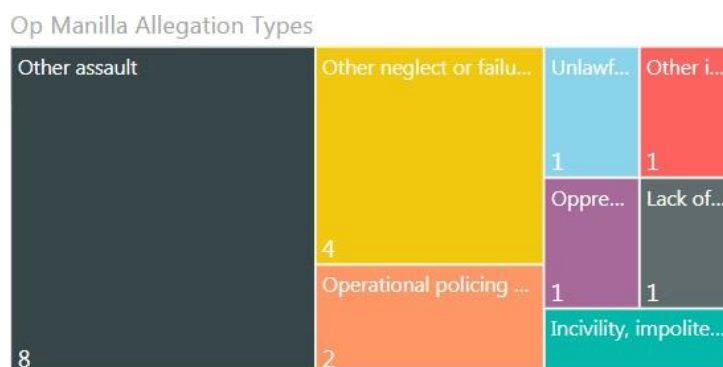 Op Manilla Allegation Types
Other assault
8
Other neglect or failu...
4
Operational policing ...
2
Unlawf...
1
Other i...
1
Oppre...
1
Lack of...
1
Incivility, impolite...